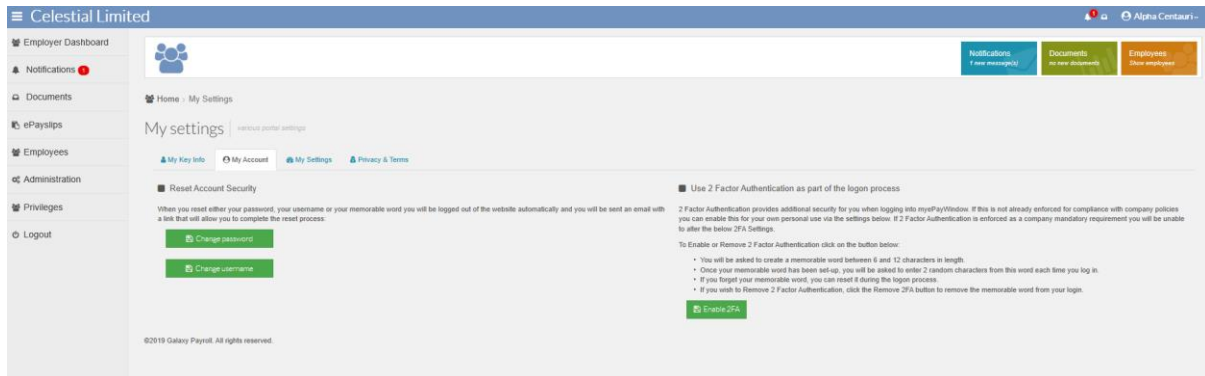 Celestial Limited
1
Alpha Centauri
Employer Dashboard
Notifications 1
Documents
ePayslips
Employees
Administration
Privileges
Logout
Notifications
1 new message(s)
Documents
no new documents
Employees
Show employees
Home › My Settings
My settings
various portal settings
My Key Info
My Account
My Settings
Privacy & Terms
Reset Account Security
When you reset either your password, your username or your memorable word you will be logged out of the website automatically and you will be sent an email with
a link that will allow you to complete the reset process:
Change password
Change username
Use 2 Factor Authentication as part of the logon process
2 Factor Authentication provides additional security for you when logging into myePayWindow. If this is not already enforced for compliance with company policies
you can enable this for your own personal use via the settings below. If 2 Factor Authentication is enforced as a company mandatory requirement you will be unable
to alter the below 2FA Settings.
To Enable or Remove 2 Factor Authentication click on the button below:
• You will be asked to create a memorable word between 6 and 12 characters in length.
• Once your memorable word has been set-up, you will be asked to enter 2 random characters from this word each time you log in.
• If you forget your memorable word, you can reset it during the logon process.
• If you wish to Remove 2 Factor Authentication, click the Remove 2FA button to remove the memorable word from your login.
Enable 2FA
©2019 Galaxy Payroll. All rights reserved.